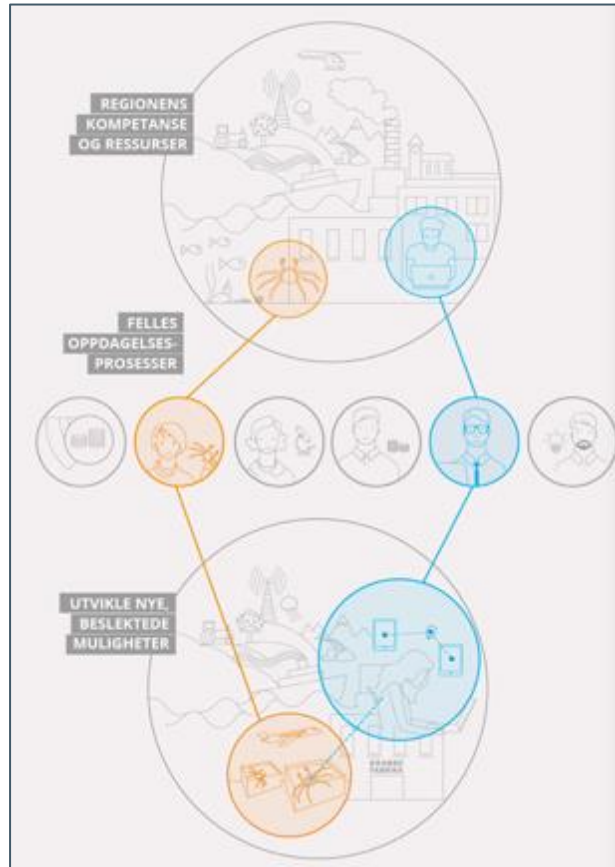 REGIONENS
KOMPETANSE
OG RESSURSER
FELLES
OPPDAGELSES-
PROSESSER
UTVIKLE NYE,
BESLEKTEDE
MULIGHETER